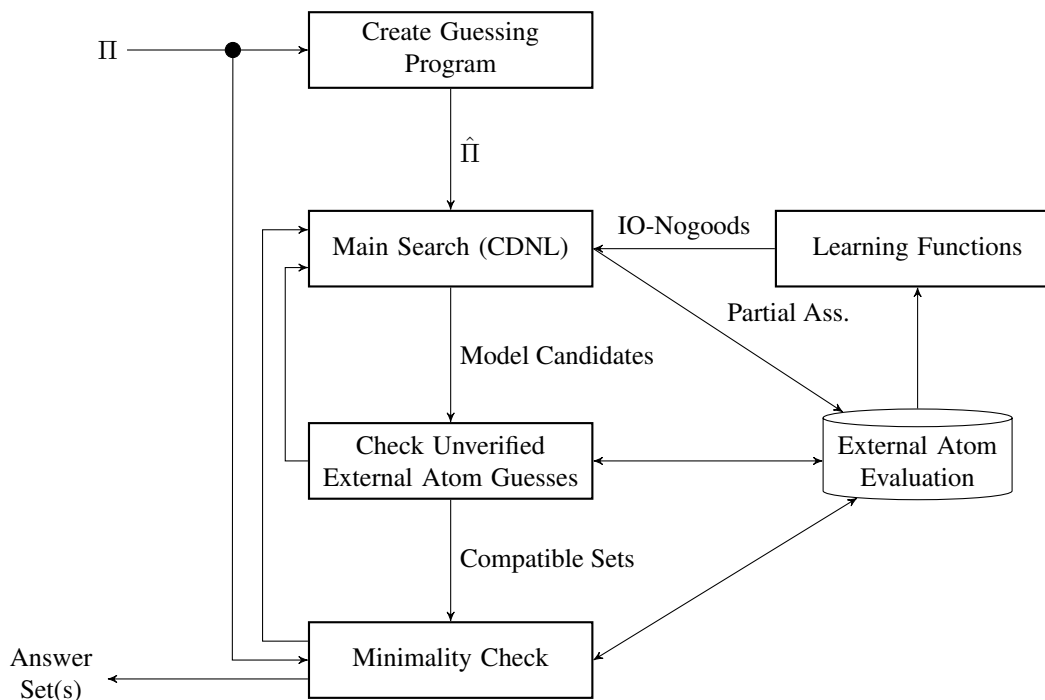 Π
Create Guessing
Program
Π̂
Main Search (CDNL)
IO-Nogoods
Learning Functions
Partial Ass.
Model Candidates
Check Unverified
External Atom Guesses
External Atom
Evaluation
Compatible Sets
Minimality Check
Answer
Set(s)